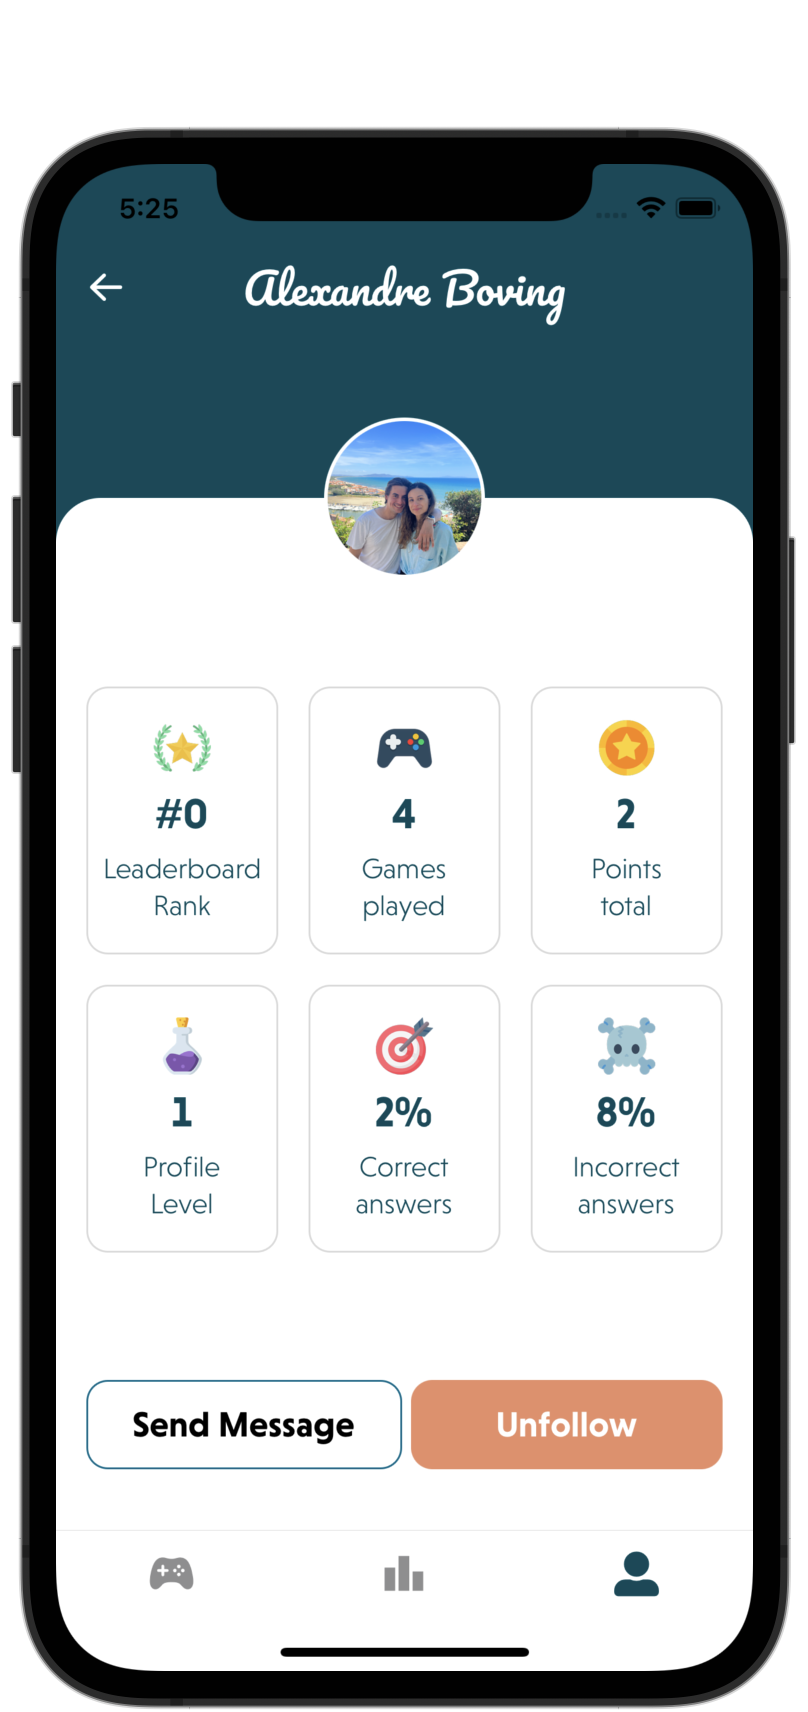 5:25
Alexandre Boving
#0
Leaderboard
Rank
4
Games
played
2
Points
total
1
Profile
Level
2%
Correct
answers
8%
Incorrect
answers
Send Message
Unfollow